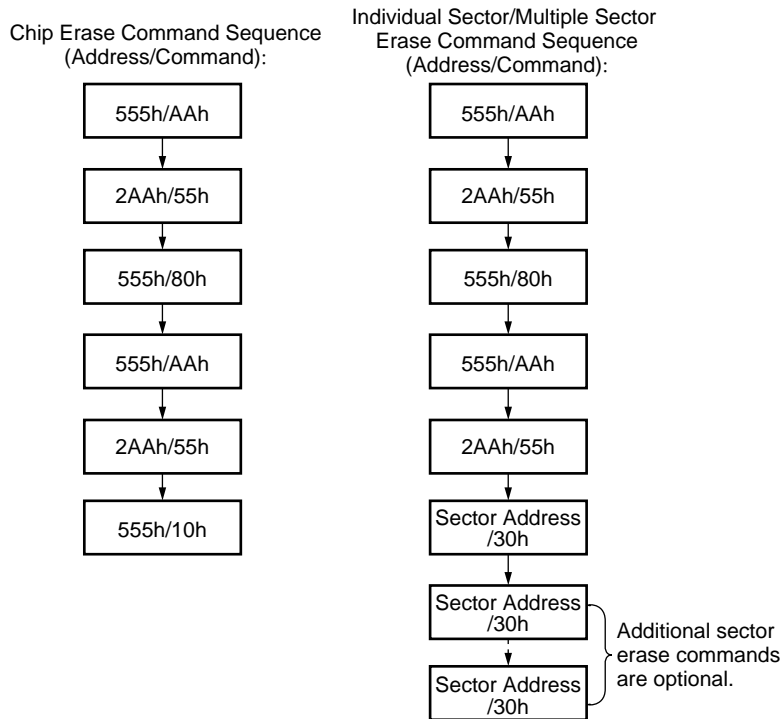 Chip Erase Command Sequence
(Address/Command):
555h/AAh
2AAh/55h
555h/80h
555h/AAh
2AAh/55h
555h/10h
Individual Sector/Multiple Sector
Erase Command Sequence
(Address/Command):
555h/AAh
2AAh/55h
555h/80h
555h/AAh
2AAh/55h
Sector Address
/30h
Sector Address
/30h
Sector Address
/30h
Additional sector
erase commands
are optional.